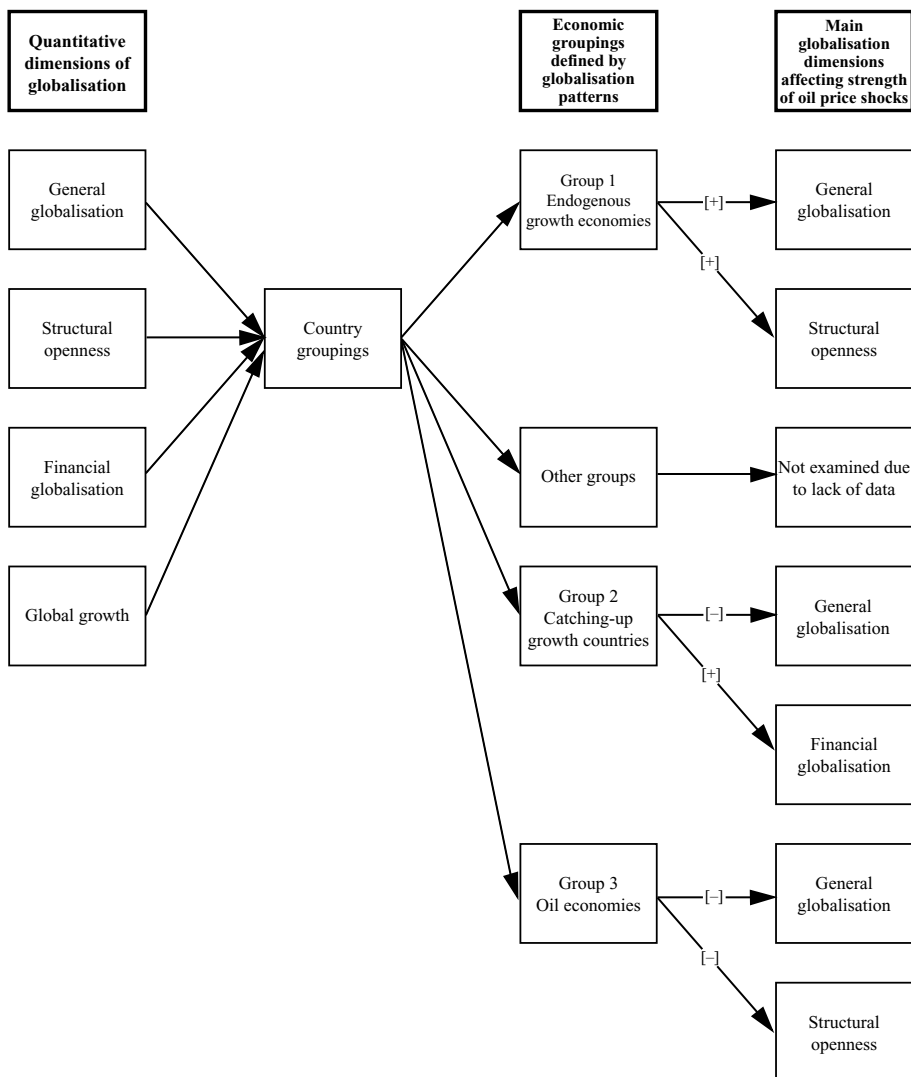 Quantitative
dimensions of
globalisation
Economic
groupings
defined by
globalisation
patterns
Main
globalisation
dimensions
affecting strength
of oil price shocks
General
globalisation
Structural
openness
Financial
globalisation
Global growth
Country
groupings
Group 1
Endogenous
growth economies
[+]
General
globalisation
[+]
Structural
openness
Other groups
Not examined due
to lack of data
Group 2
Catching-up
growth countries
[–]
General
globalisation
[+]
Financial
globalisation
Group 3
Oil economies
[–]
General
globalisation
[–]
Structural
openness